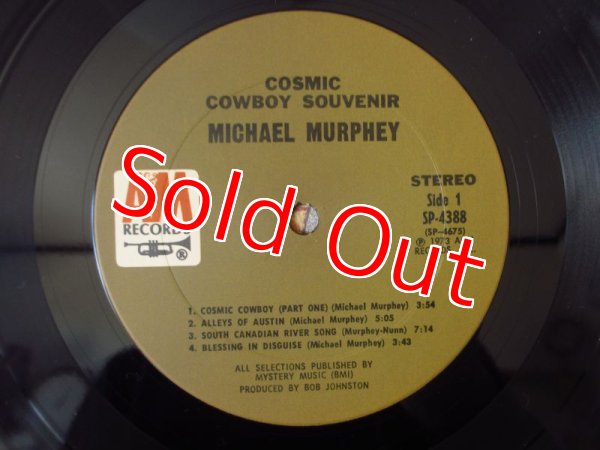 COSMIC
COWBOY SOUVENIR
MICHAEL MURPHEY
STEREO
Side 1
SP-4388
(SP-4675)
Ⓟ 1973 A
RECORDS
RECORDS
®
Sold Out
1. COSMIC COWBOY (PART ONE) (Michael Murphey) 3:54
2. ALLEYS OF AUSTIN (Michael Murphey) 5:05
3. SOUTH CANADIAN RIVER SONG (Murphey-Nunn) 7:14
4. BLESSING IN DISGUISE (Michael Murphey) 3:43
ALL SELECTIONS PUBLISHED BY
MYSTERY MUSIC (BMI)
PRODUCED BY BOB JOHNSTON